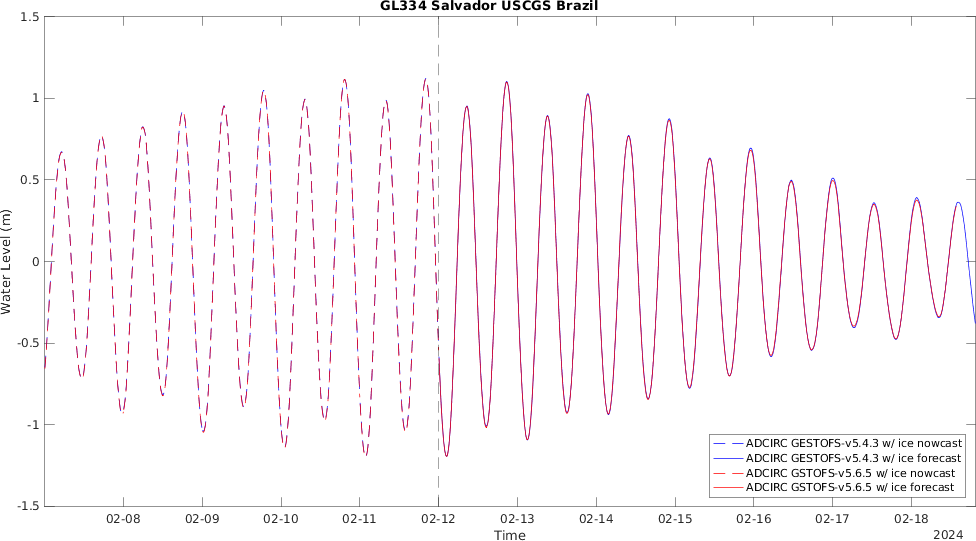 GL334 Salvador USCGS Brazil
1.5
1
0.5
0
-0.5
-1
-1.5
Water Level (m)
ADCIRC GESTOFS-v5.4.3 w/ ice nowcast
ADCIRC GESTOFS-v5.4.3 w/ ice forecast
ADCIRC GSTOFS-v5.6.5 w/ ice nowcast
ADCIRC GSTOFS-v5.6.5 w/ ice forecast
02-08 02-09 02-10 02-11 02-12 02-13 02-14 02-15 02-16 02-17 02-18
Time
2024